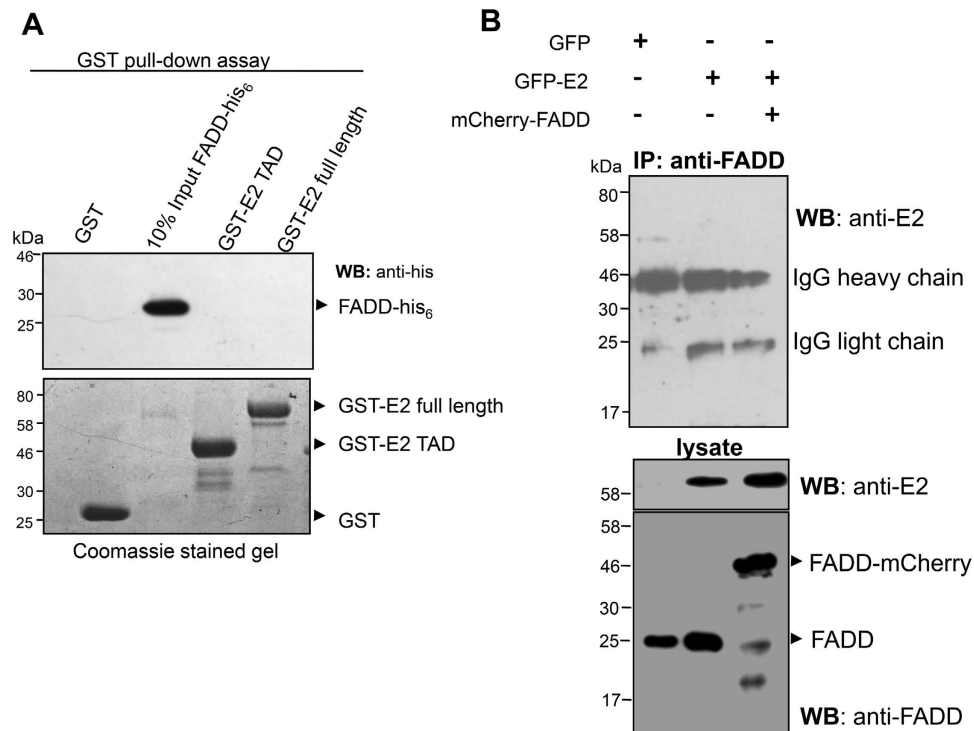 A
GST pull-down assay
GST
10% Input FADD-his₆
GST-E2 TAD
GST-E2 full length
kDa
46
30
25
WB: anti-his
FADD-his₆
80
58
46
30
25
GST-E2 full length
GST-E2 TAD
GST
Coomassie stained gel
B
GFP + - -
GFP-E2 - + +
mCherry-FADD - - +
IP: anti-FADD
kDa
80
58
46
30
25
17
WB: anti-E2
IgG heavy chain
IgG light chain
lysate
58
WB: anti-E2
58
46
30
25
17
FADD-mCherry
FADD
WB: anti-FADD